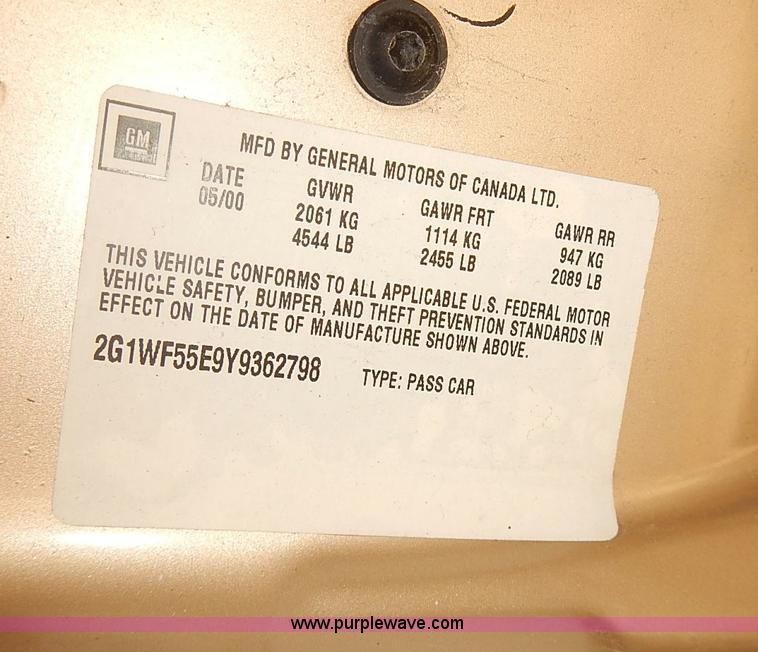 GM
MFD BY GENERAL MOTORS OF CANADA LTD.
DATE GVWR GAWR FRT GAWR RR
05/00 2061 KG 1114 KG 947 KG
4544 LB 2455 LB 2089 LB
THIS VEHICLE CONFORMS TO ALL APPLICABLE U.S. FEDERAL MOTOR
VEHICLE SAFETY, BUMPER, AND THEFT PREVENTION STANDARDS IN
EFFECT ON THE DATE OF MANUFACTURE SHOWN ABOVE.
2G1WF55E9Y9362798 TYPE: PASS CAR
www.purplewave.com